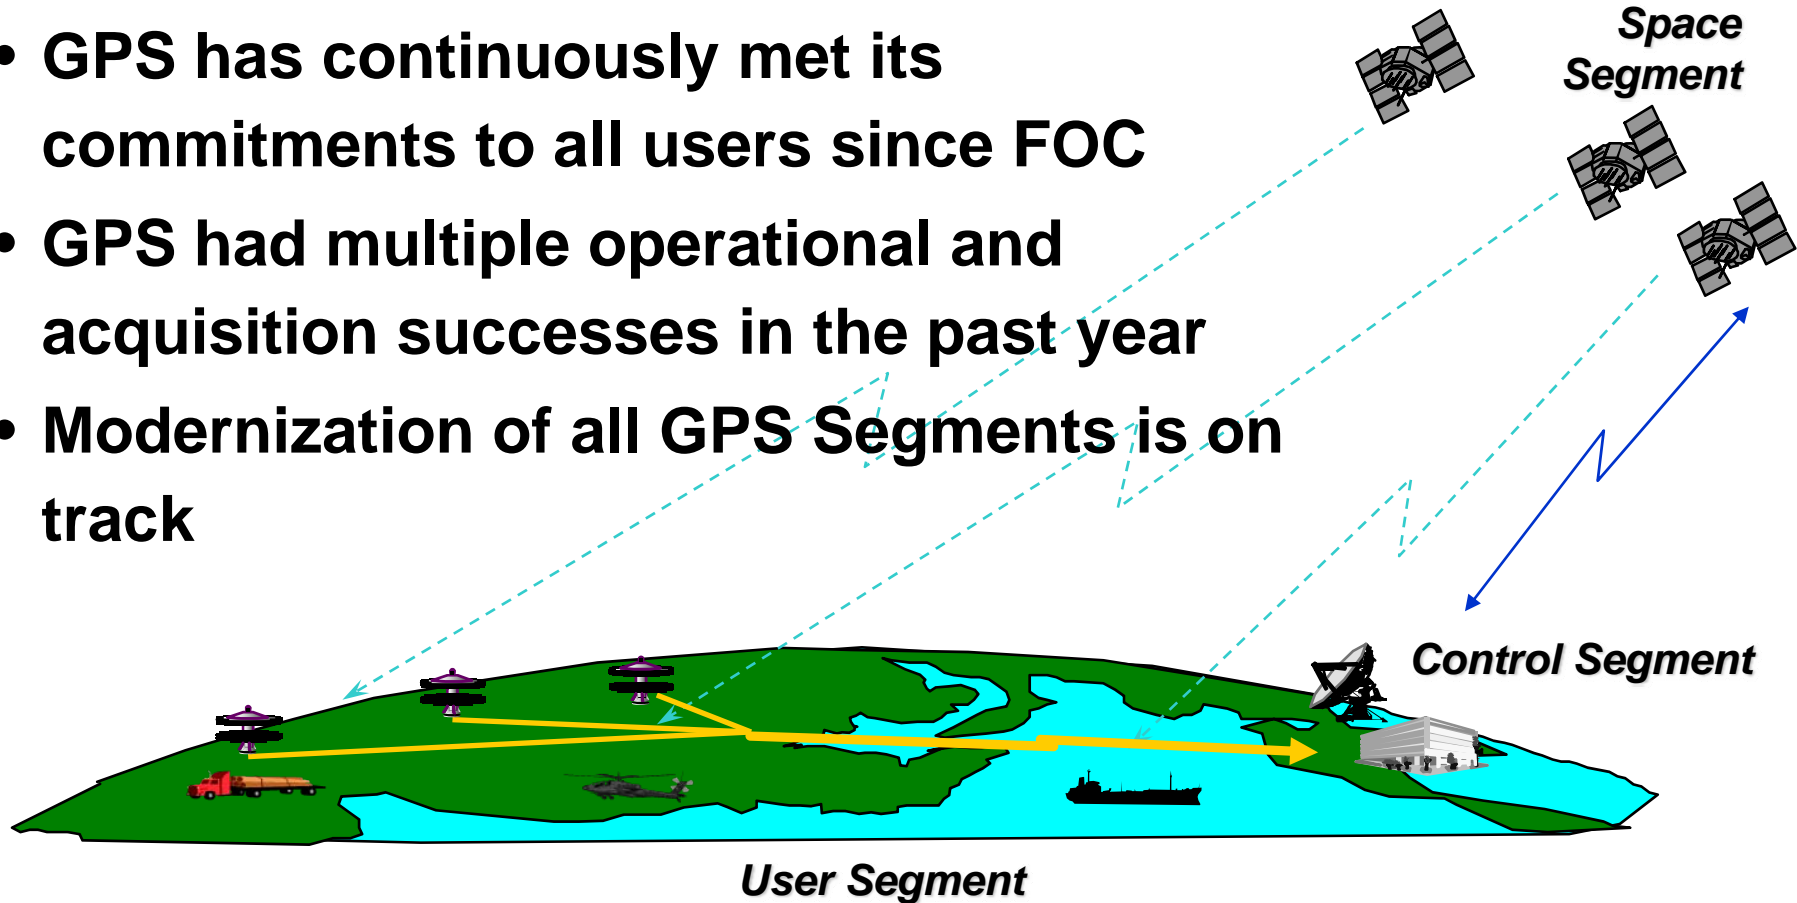 • GPS has continuously met its
commitments to all users since FOC
• GPS had multiple operational and
acquisition successes in the past year
• Modernization of all GPS Segments is on
track
Space
Segment
Control Segment
User Segment